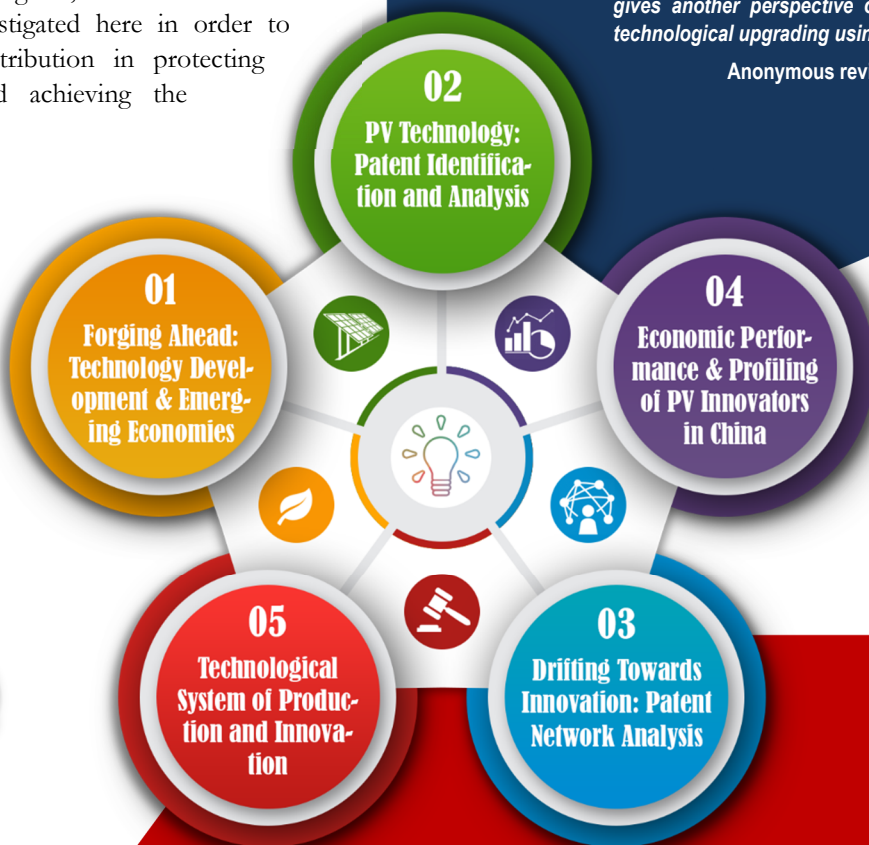 stigated here in order to
tribution in protecting
achieving the
gives another perspective
technological upgrading
Anonymous
02
PV Technology:
Patent Identifica-
tion and Analysis
01
Forging Ahead:
Technology Devel-
opment & Emerg-
ing Economies
04
Economic Perfor-
mance & Profiling
of PV Innovators
in China
05
Technological
System of Produc-
tion and Innova-
tion
03
Drifting Towards
Innovation: Patent
Network Analysis